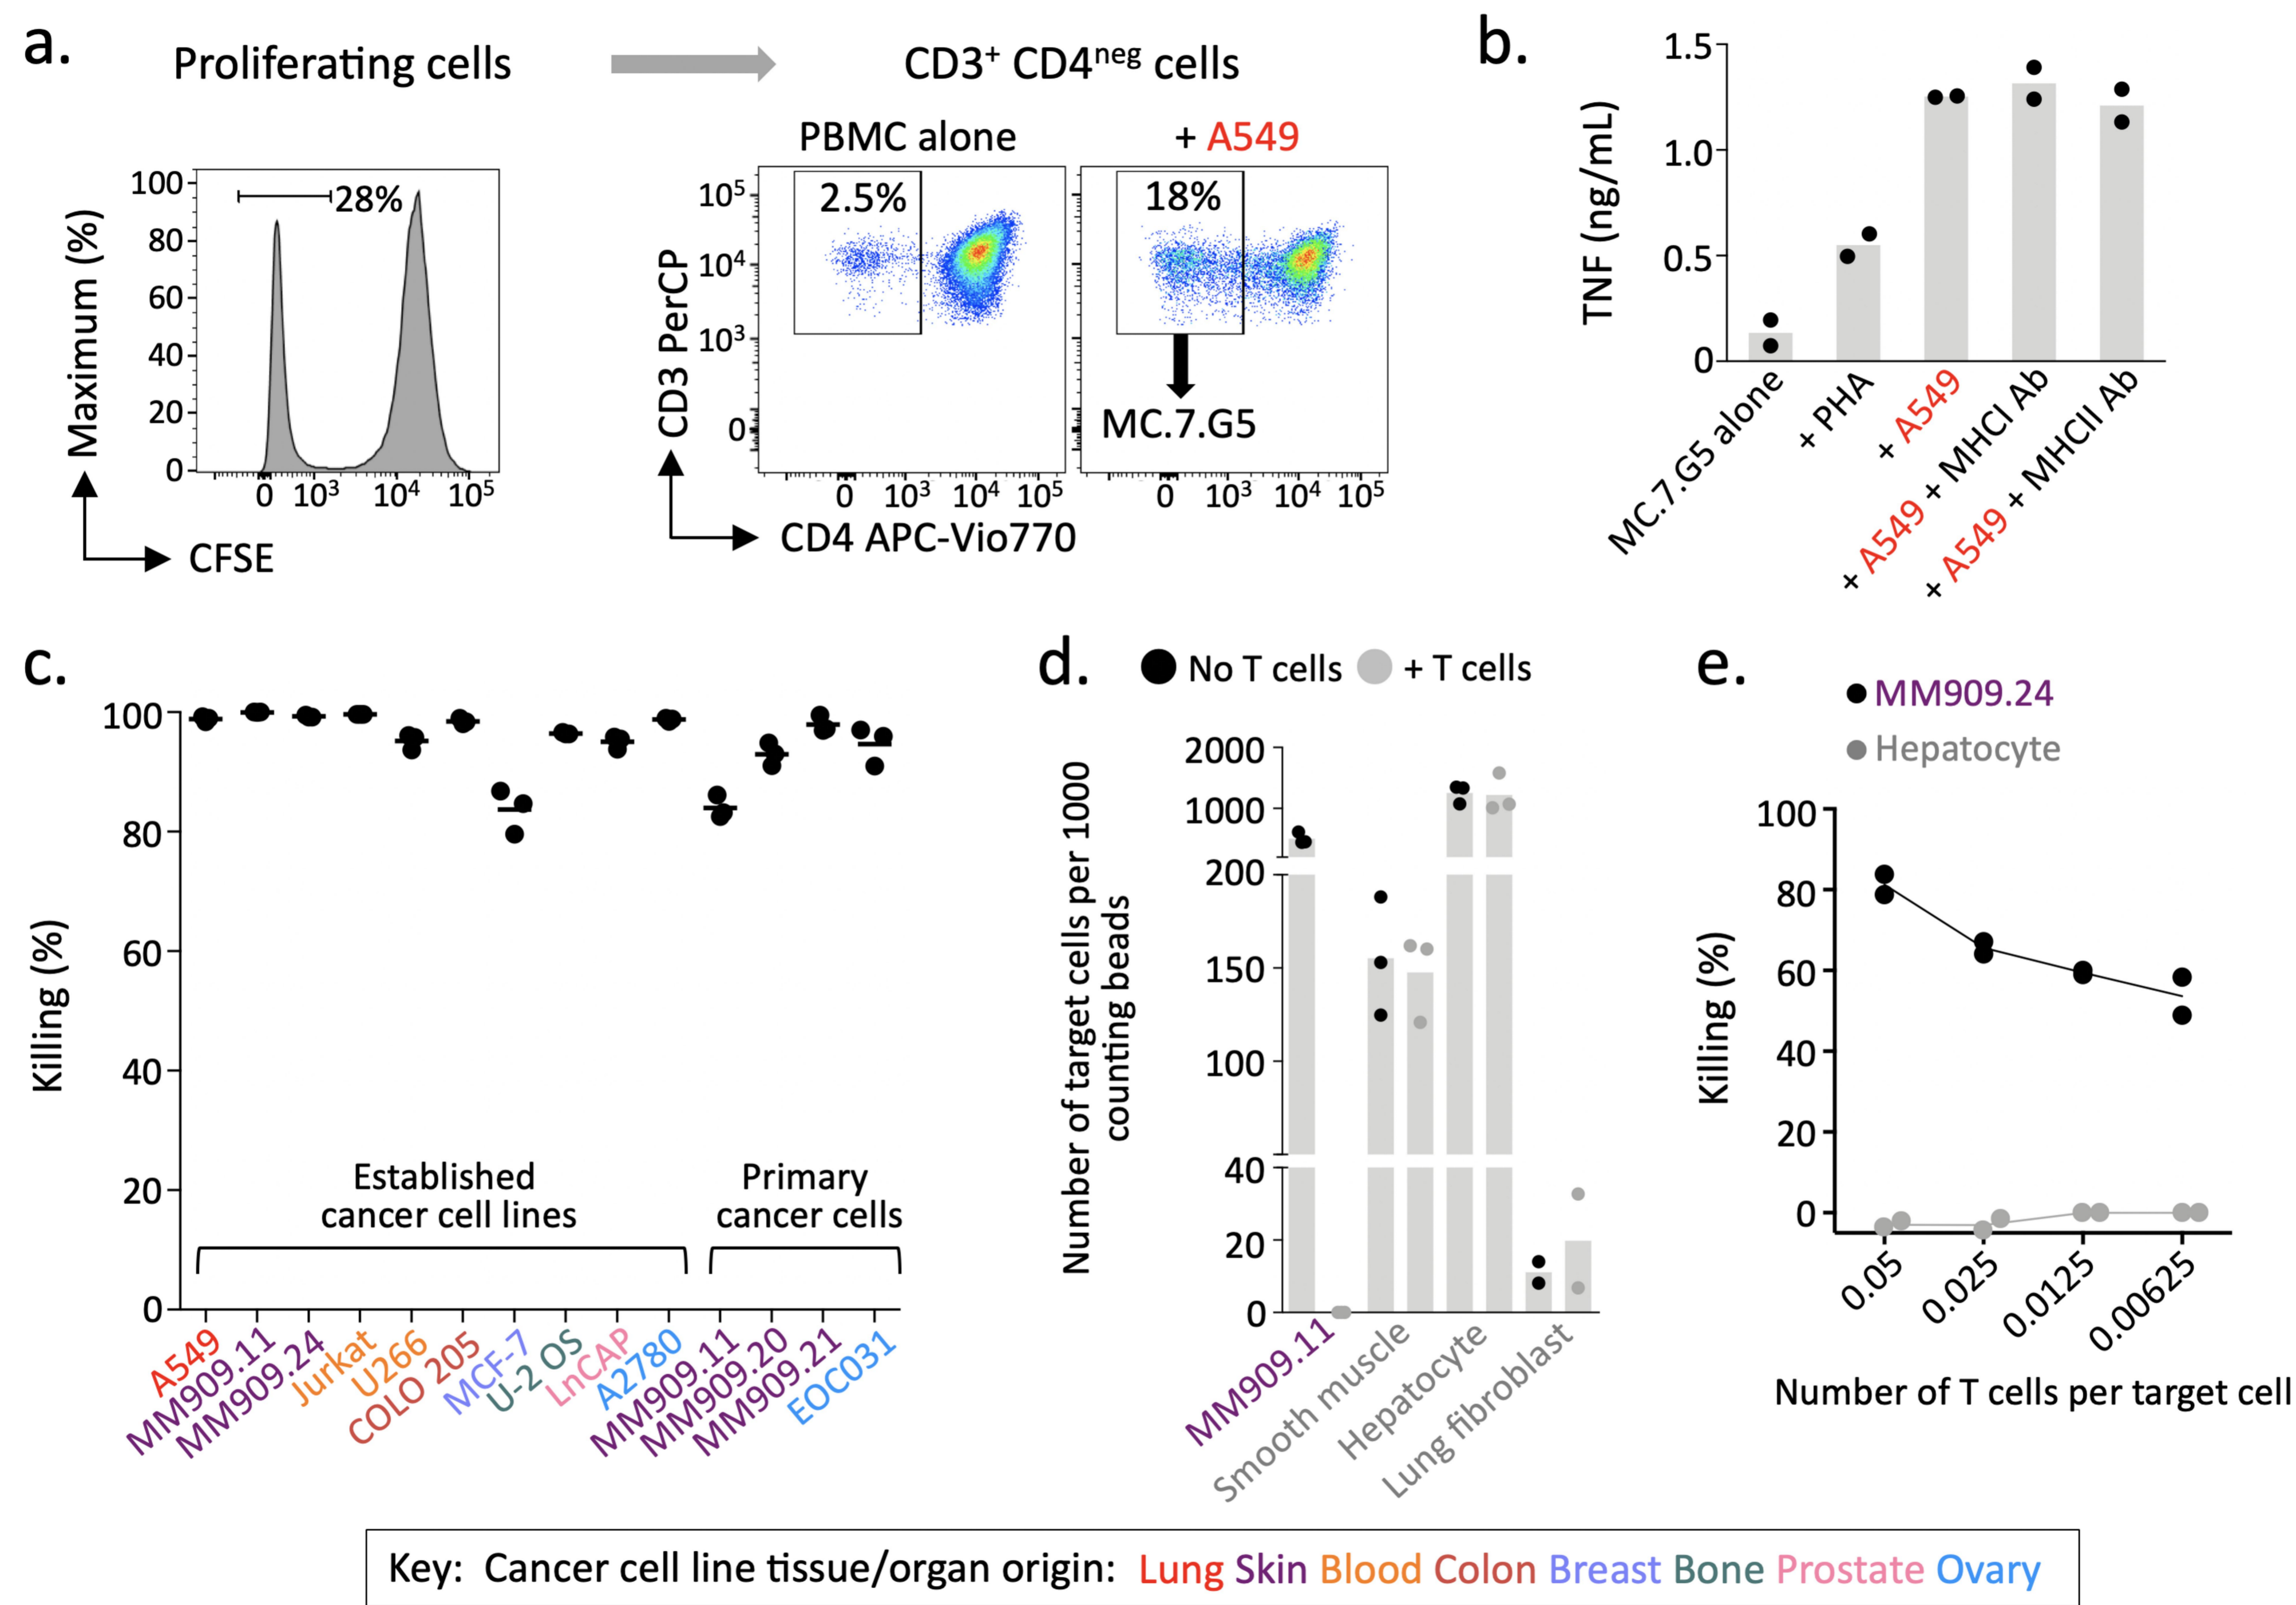 a.
Proliferating cells
CD3⁺ CD4ⁿᵉᵍ cells
PBMC alone
+ A549
Maximum (%)
100
80
60
40
20
0
28%
0 10³ 10⁴ 10⁵
CFSE
CD3 PerCP
10⁵
10⁴
10³
0
2.5%
18%
MC.7.G5
0 10³ 10⁴ 10⁵
0 10³ 10⁴ 10⁵
CD4 APC-Vio770
b.
TNF (ng/mL)
1.5
1.0
0.5
0
MC.7.G5 alone
+ PHA
+ A549
+ A549 + MHCI Ab
+ A549 + MHCII Ab
c.
Killing (%)
100
80
60
40
20
0
Established
cancer cell lines
Primary
cancer cells
A549
MM909.11
MM909.24
Jurkat
U266
COLO 205
MCF-7
U-2 OS
LnCAP
A2780
MM909.11
MM909.20
MM909.21
EOC031
d.
No T cells
+ T cells
Number of target cells per 1000
counting beads
2000
1000
200
150
100
40
20
0
MM909.11
Smooth muscle
Hepatocyte
Lung fibroblast
e.
MM909.24
Hepatocyte
Killing (%)
100
80
60
40
20
0
0.05
0.025
0.0125
0.00625
Number of T cells per target cell
Key: Cancer cell line tissue/organ origin: Lung Skin Blood Colon Breast Bone Prostate Ovary